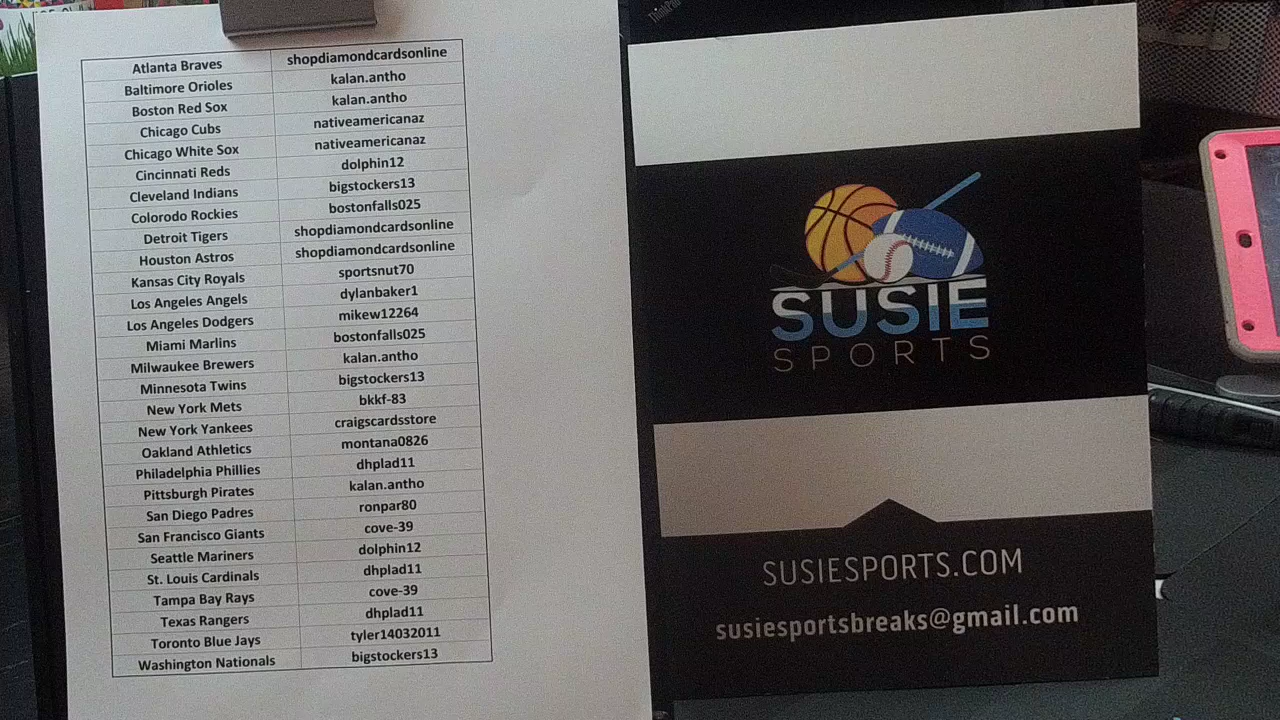 Atlanta Braves shopdiamondcardsonline
Baltimore Orioles kalan.antho
Boston Red Sox kalan.antho
Chicago Cubs nativeamericanaz
Chicago White Sox nativeamericanaz
Cincinnati Reds dolphin12
Cleveland Indians bigstockers13
Colorodo Rockies bostonfalls025
Detroit Tigers shopdiamondcardsonline
Houston Astros shopdiamondcardsonline
Kansas City Royals sportsnut70
Los Angeles Angels dylanbaker1
Los Angeles Dodgers mikew12264
Miami Marlins bostonfalls025
Milwaukee Brewers kalan.antho
Minnesota Twins bigstockers13
New York Mets bkkf-83
New York Yankees craigscardsstore
Oakland Athletics montana0826
Philadelphia Phillies dhplad11
Pittsburgh Pirates kalan.antho
San Diego Padres ronpar80
San Francisco Giants cove-39
Seattle Mariners dolphin12
St. Louis Cardinals dhplad11
Tampa Bay Rays cove-39
Texas Rangers dhplad11
Toronto Blue Jays tyler14032011
Washington Nationals bigstockers13
ThinkPad
SUSIE
SPORTS
SUSIESPORTS.COM
susiesportsbreaks@gmail.com